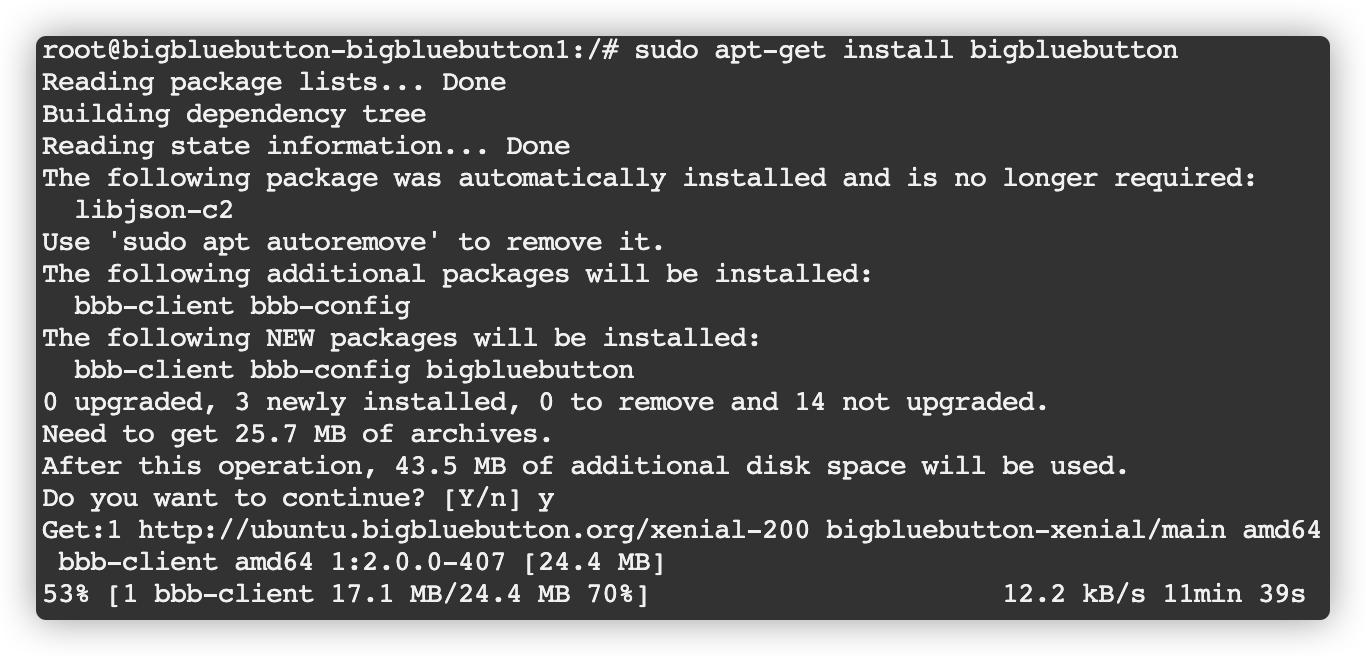 root@bigbluebutton-bigbluebutton1:/# sudo apt-get install bigbluebutton
Reading package lists... Done
Building dependency tree
Reading state information... Done
The following package was automatically installed and is no longer required:
  libjson-c2
Use 'sudo apt autoremove' to remove it.
The following additional packages will be installed:
  bbb-client bbb-config
The following NEW packages will be installed:
  bbb-client bbb-config bigbluebutton
0 upgraded, 3 newly installed, 0 to remove and 14 not upgraded.
Need to get 25.7 MB of archives.
After this operation, 43.5 MB of additional disk space will be used.
Do you want to continue? [Y/n] y
Get:1 http://ubuntu.bigbluebutton.org/xenial-200 bigbluebutton-xenial/main amd64
 bbb-client amd64 1:2.0.0-407 [24.4 MB]
53% [1 bbb-client 17.1 MB/24.4 MB 70%]                      12.2 kB/s 11min 39s